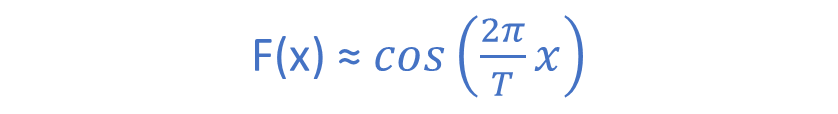 F(x) ≈ cos(2π/T x)